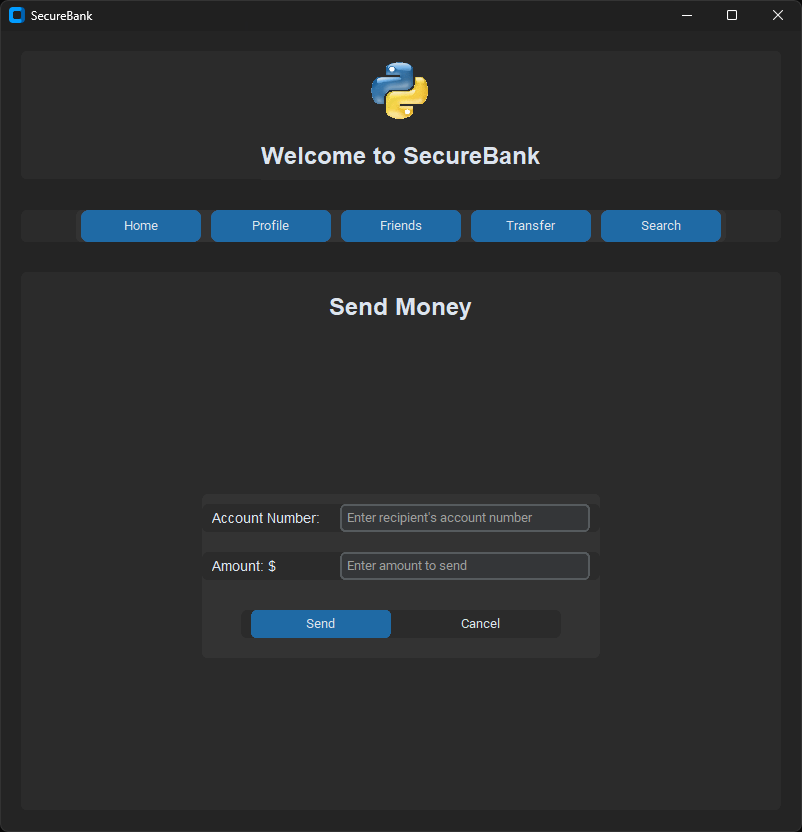 SecureBank
Welcome to SecureBank
Home Profile Friends Transfer Search
Send Money
Account Number: Enter recipient's account number
Amount: $ Enter amount to send
Send Cancel